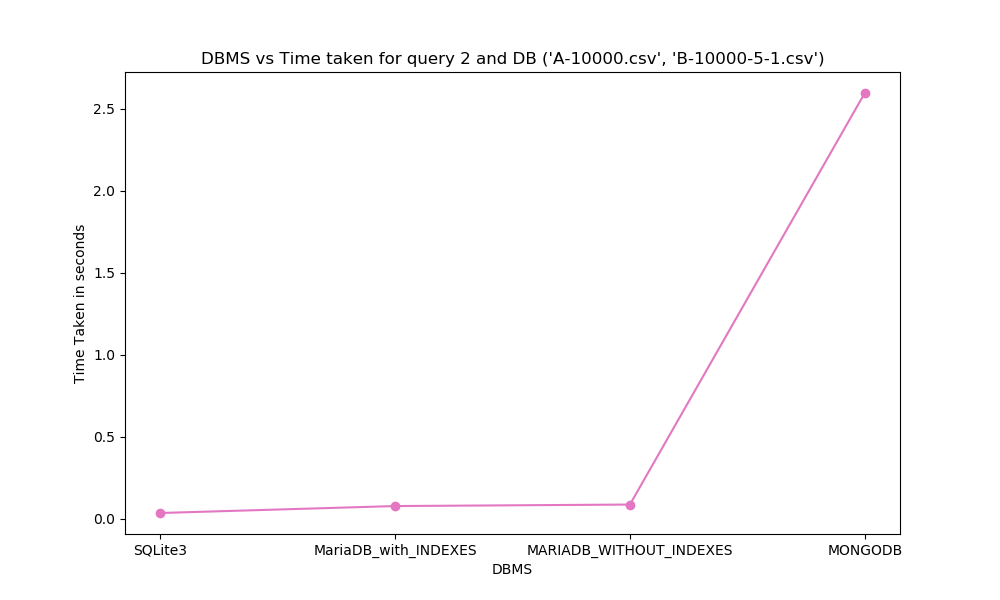 DBMS vs Time taken for query 2 and DB ('A-10000.csv', 'B-10000-5-1.csv')
Time Taken in seconds
2.5
2.0
1.5
1.0
0.5
0.0
SQLite3 MariaDB_with_INDEXES MARIADB_WITHOUT_INDEXES MONGODB
DBMS